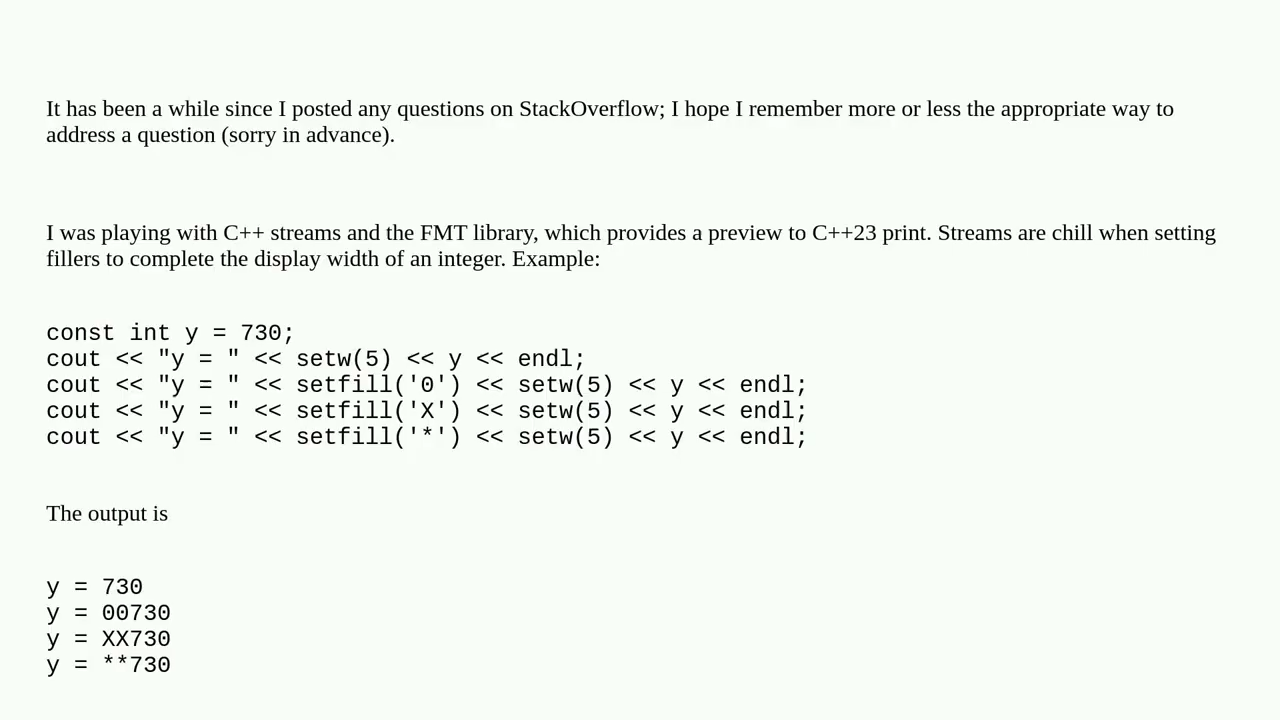 It has been a while since I posted any questions on StackOverflow; I hope I remember more or less the appropriate way to
address a question (sorry in advance).
I was playing with C++ streams and the FMT library, which provides a preview to C++23 print. Streams are chill when setting
fillers to complete the display width of an integer. Example:
const int y = 730;
cout << "y = " << setw(5) << y << endl;
cout << "y = " << setfill('0') << setw(5) << y << endl;
cout << "y = " << setfill('X') << setw(5) << y << endl;
cout << "y = " << setfill('*') << setw(5) << y << endl;
The output is
y = 730
y = 00730
y = XX730
y = **730